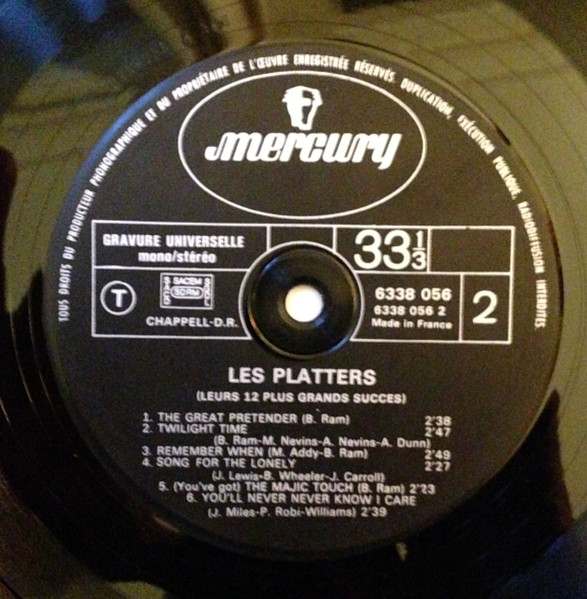 TOUS DROITS DU PRODUCTEUR PHONOGRAPHIQUE ET DU PROPRIÉTAIRE DE L'ŒUVRE ENREGISTRÉE RÉSERVÉS. DUPLICATION, EXÉCUTION PUBLIQUE, RADIODIFFUSION INTERDITES.
mercury
GRAVURE UNIVERSELLE
mono/stéréo
33 1/3
T
SACEM
SDRM
CHAPPELL-D.R.
6338 056
6338 056 2
Made in France
2
LES PLATTERS
(LEURS 12 PLUS GRANDS SUCCES)
1. THE GREAT PRETENDER (B. Ram) 2'38
2. TWILIGHT TIME 2'47
(B. Ram-M. Nevins-A. Nevins-A. Dunn)
3. REMEMBER WHEN (M. Addy-B. Ram) 2'49
4. SONG FOR THE LONELY 2'27
(J. Lewis-B. Wheeler-J. Carroll)
5. (You've got) THE MAJIC TOUCH (B. Ram) 2'23
6. YOU'LL NEVER NEVER KNOW I CARE
(J. Miles-P. Robi-Williams) 2'39